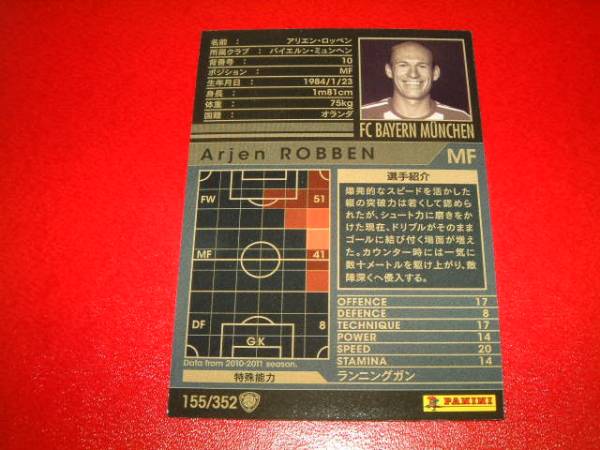 名前 : アリエン・ロッベン
所属クラブ : バイエルン・ミュンヘン
背番号 : 10
ポジション : MF
生年月日 : 1984/1/23
身長 : 1m81cm
体重 : 75kg
国籍 : オランダ
FC BAYERN MÜNCHEN
Arjen ROBBEN MF
FW 51
MF 41
DF 8
GK
Data from 2010-2011 season.
選手紹介
爆発的なスピードを活かした
縦の突破力は若くして認めら
れたが、シュート力に磨きをか
けた現在、ドリブルがそのまま
ゴールに結び付く場面が増え
た。カウンター時には一気に
数十メートルを駆け上がり、敵
陣深くへ侵入する。
OFFENCE 17
DEFENCE 8
TECHNIQUE 17
POWER 14
SPEED 20
STAMINA 14
特殊能力 ランニングガン
155/352
PANINI